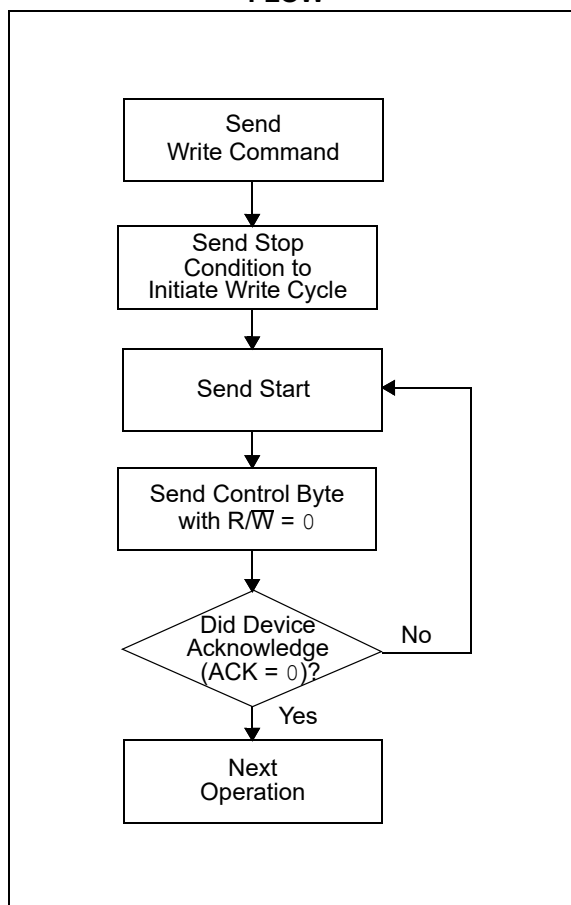 FLOW
Send
Write Command
Send Stop
Condition to
Initiate Write Cycle
Send Start
Send Control Byte
with R/W̅ = 0
Did Device
Acknowledge
(ACK = 0)?
No
Yes
Next
Operation